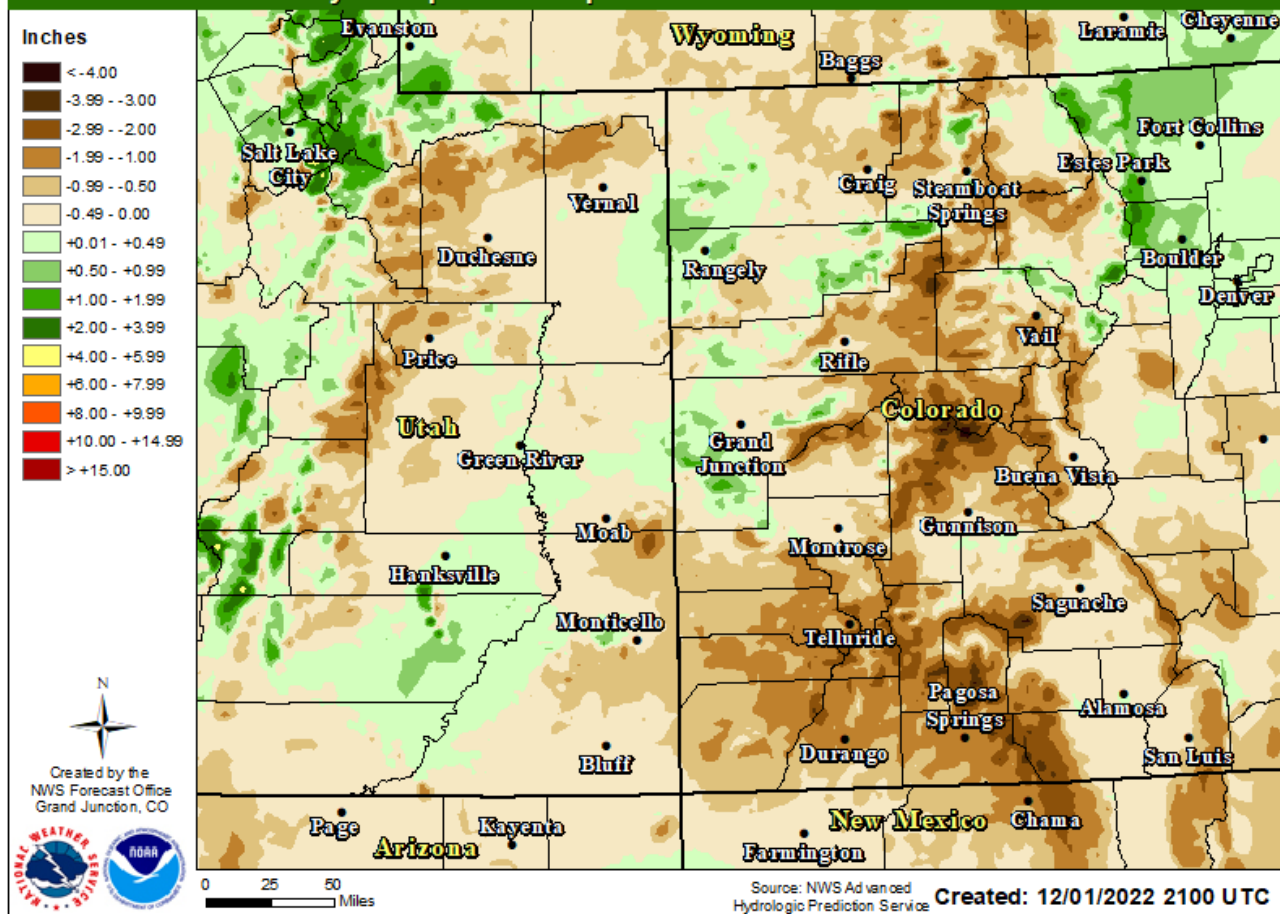 Inches
< -4.00
-3.99 - -3.00
-2.99 - -2.00
-1.99 - -1.00
-0.99 - -0.50
-0.49 - 0.00
+0.01 - +0.49
+0.50 - +0.99
+1.00 - +1.99
+2.00 - +3.99
+4.00 - +5.99
+6.00 - +7.99
+8.00 - +9.99
+10.00 - +14.99
> +15.00
Evanston
Wyoming
Laramie
Cheyenne
Baggs
Salt Lake
City
Vernal
Craig
Steamboat
Springs
Fort Collins
Estes Park
Duchesne
Rangely
Boulder
Denver
Price
Rifle
Vail
Utah
Green River
Grand
Junction
Colorado
Buena Vista
Moab
Montrose
Gunnison
Hanksville
Monticello
Telluride
Saguache
Pagosa
Springs
Alamosa
Bluff
Durango
San Luis
Page
Kayenta
Arizona
Farmington
New Mexico
Chama
N
Created by the
NWS Forecast Office
Grand Junction, CO
NATIONAL WEATHER SERVICE
NOAA
0 25 50
Miles
Source: NWS Advanced
Hydrologic Prediction Service
Created: 12/01/2022 2100 UTC